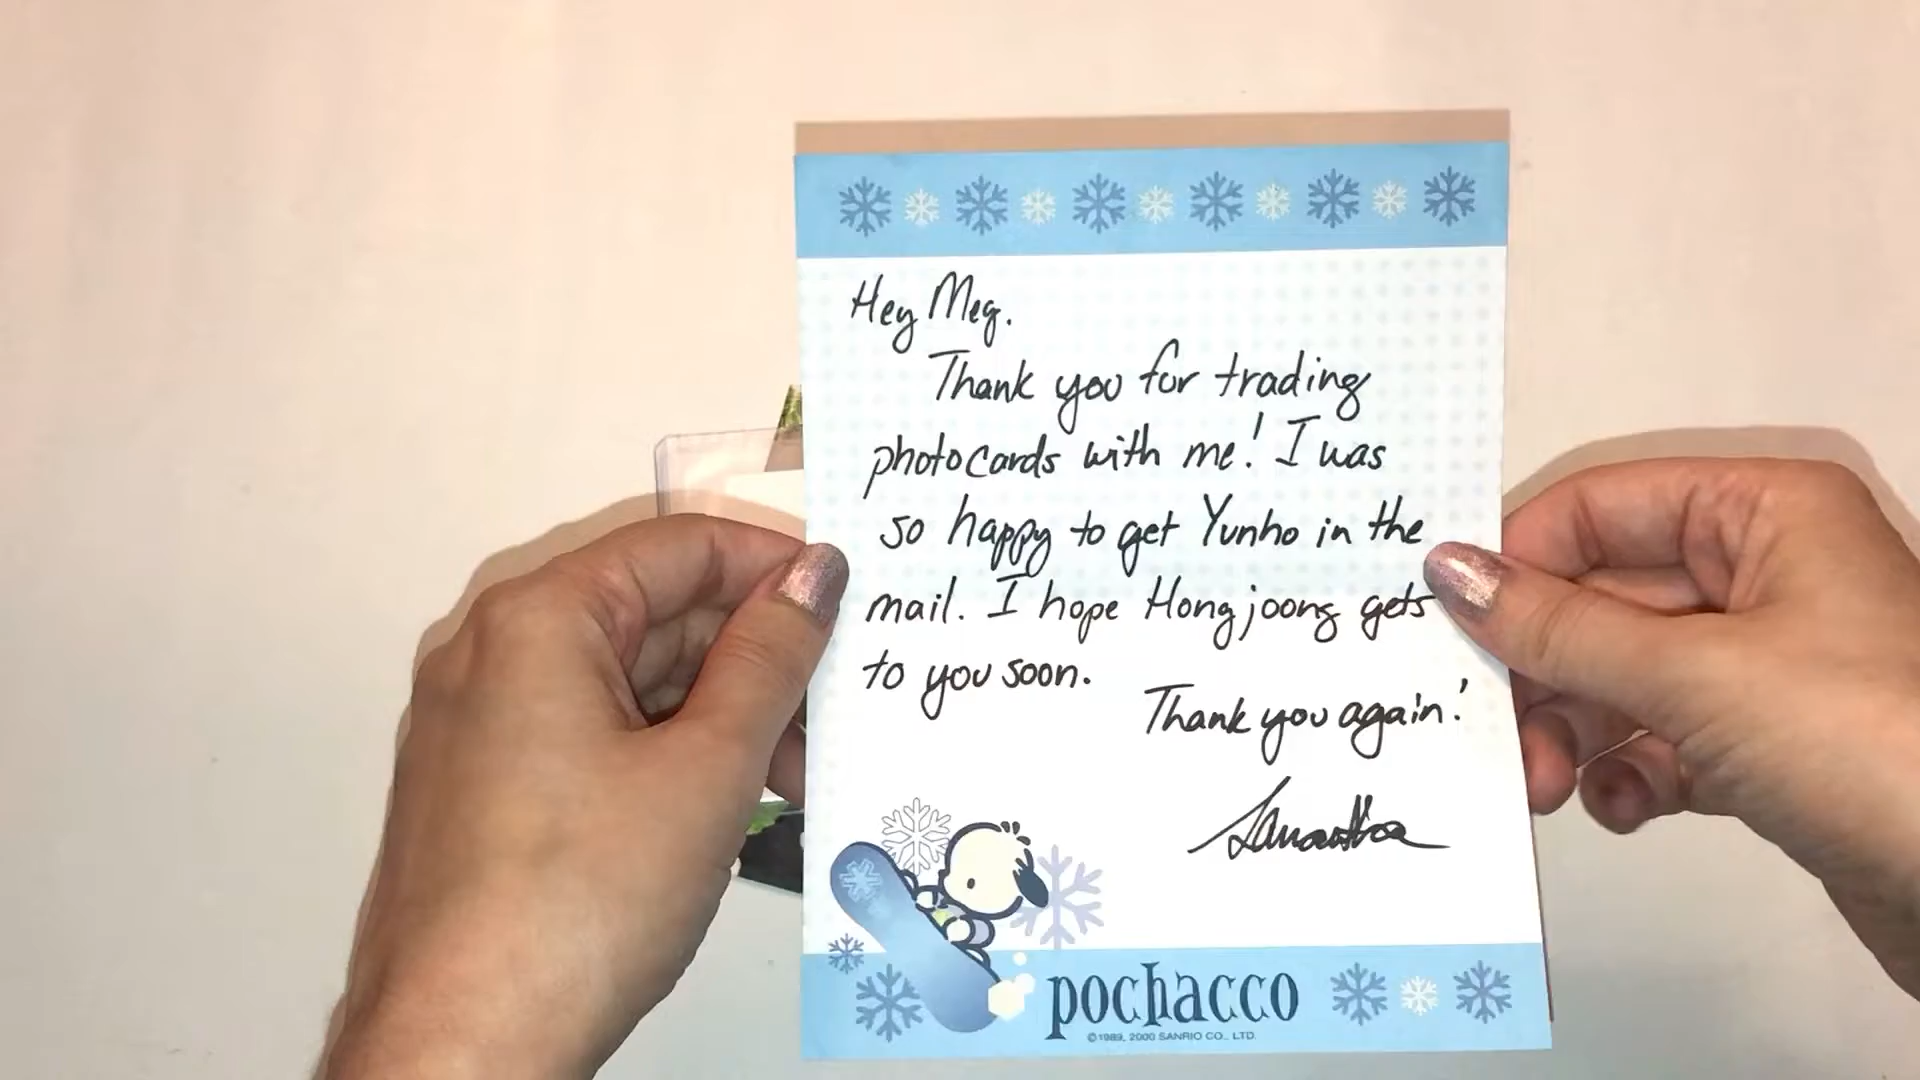 Hey Meg.
Thank you for trading
photocards with me! I was
so happy to get Yunho in the
mail. I hope Hongjoong gets
to you soon.
Thank you again!
Samantha
pochacco
©1989, 2000 SANRIO CO., LTD.